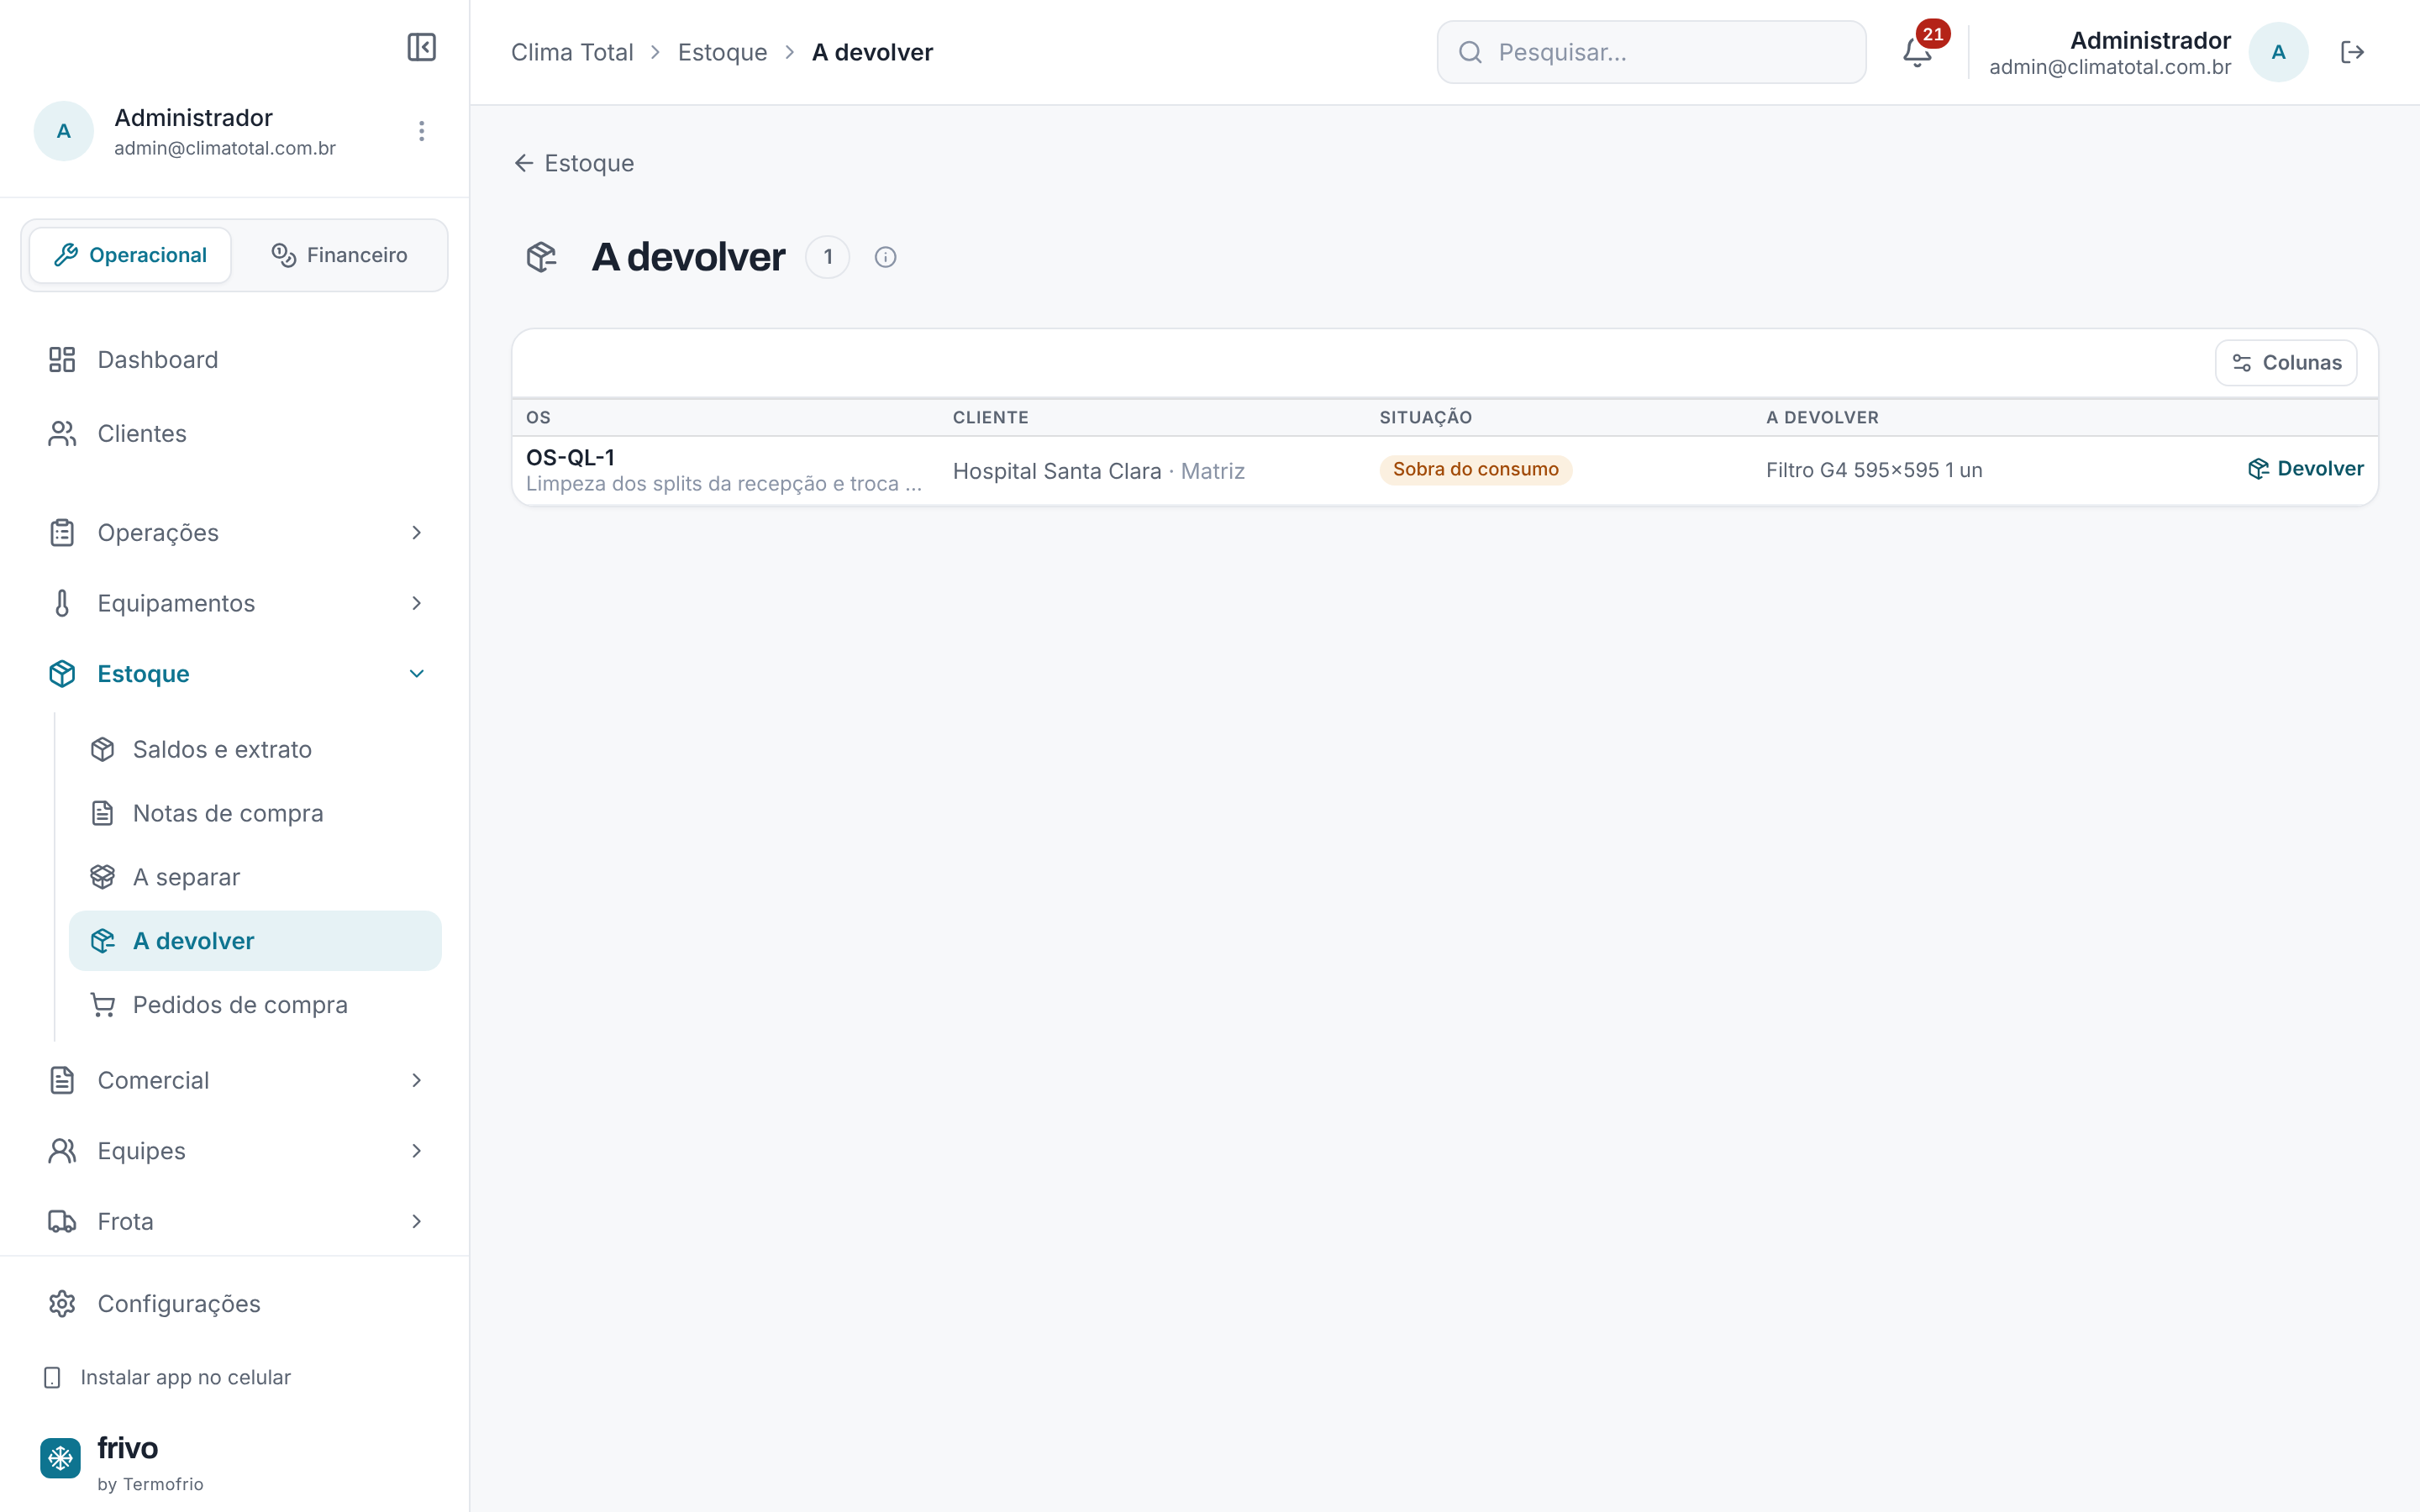 Administrador
admin@climatotal.com.br
Operacional
Financeiro
Dashboard
Clientes
Operações
Equipamentos
Estoque
Saldos e extrato
Notas de compra
A separar
A devolver
Pedidos de compra
Comercial
Equipes
Frota
Configurações
Instalar app no celular
frivo
by Termofrio
Clima Total > Estoque > A devolver
Pesquisar...
21
Administrador
admin@climatotal.com.br
A
A
Estoque
A devolver 1
Colunas
OS CLIENTE SITUAÇÃO A DEVOLVER
OS-QL-1
Limpeza dos splits da recepção e troca ...
Hospital Santa Clara · Matriz
Sobra do consumo
Filtro G4 595×595 1 un
Devolver